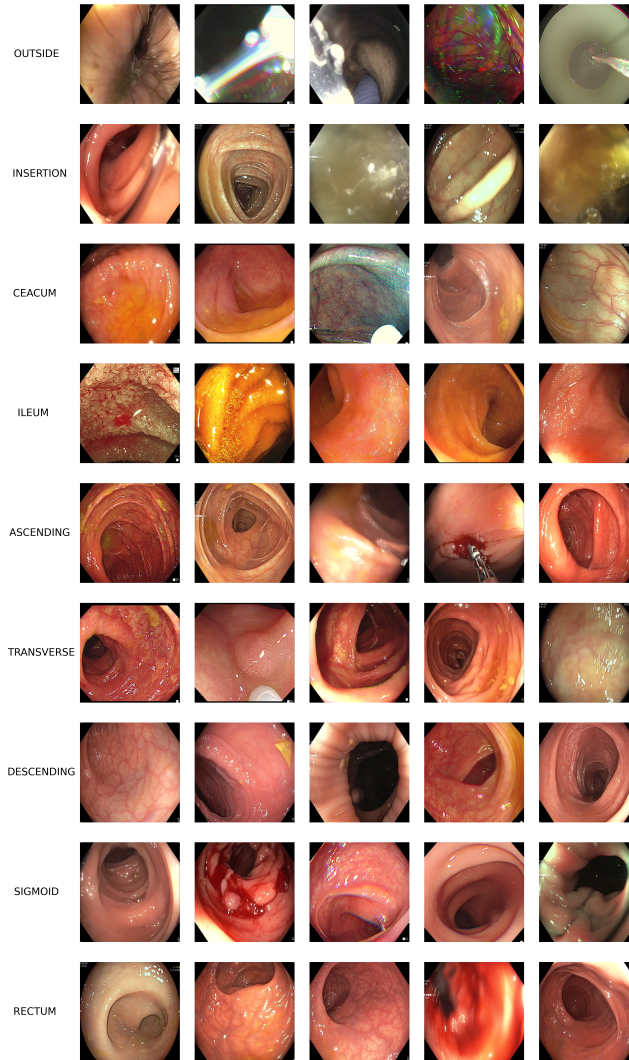 OUTSIDE
INSERTION
CEACUM
ILEUM
ASCENDING
TRANSVERSE
DESCENDING
SIGMOID
RECTUM